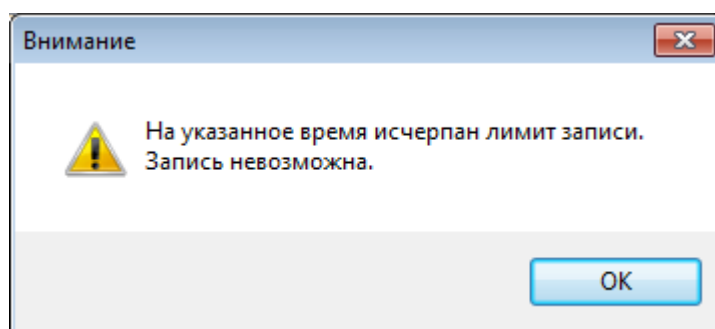 Внимание
На указанное время исчерпан лимит записи.
Запись невозможна.
OK